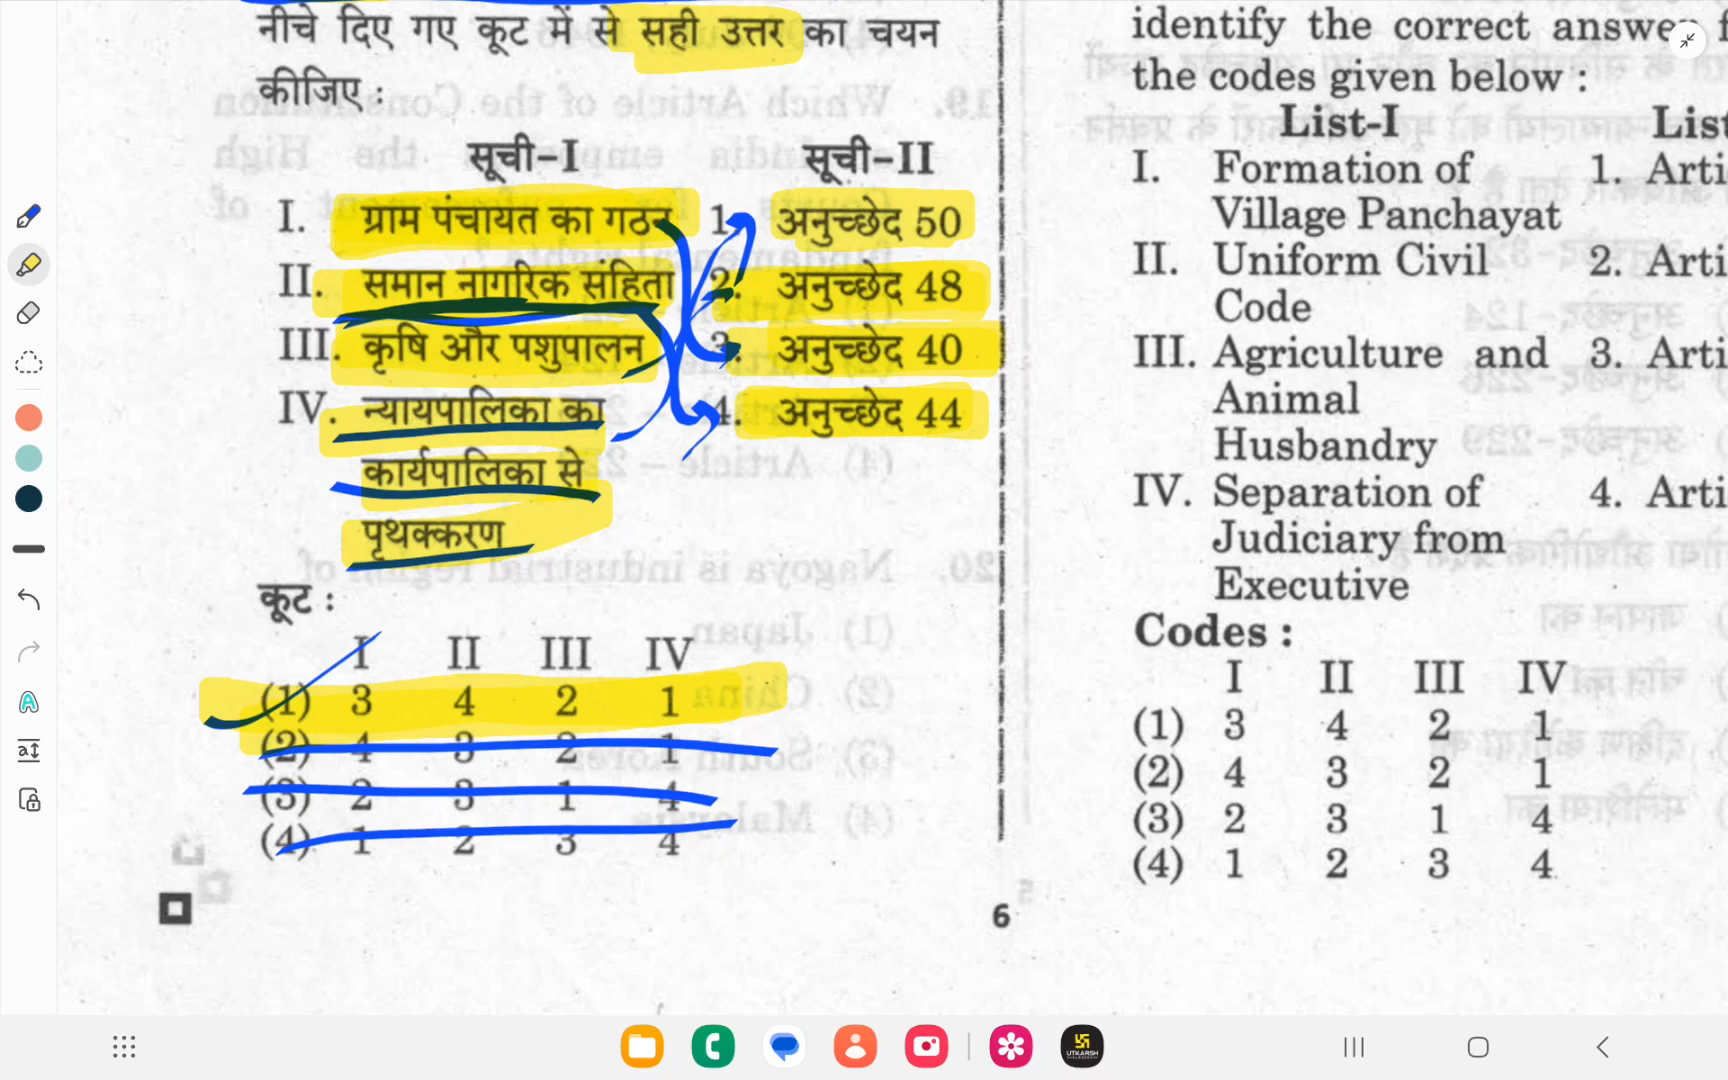 नीचे दिए गए कूट में से सही उत्तर का चयन
कीजिए :
सूची-I सूची-II
I. ग्राम पंचायत का गठन 1. अनुच्छेद 50
II. समान नागरिक संहिता 2. अनुच्छेद 48
III. कृषि और पशुपालन 3. अनुच्छेद 40
IV. न्यायपालिका का 4. अनुच्छेद 44
कार्यपालिका से
पृथक्करण
कूट :
I II III IV
(1) 3 4 2 1
(2) 4 3 2 1
(3) 2 3 1 4
(4) 1 2 3 4
6
identify the correct answer f
the codes given below :
List-I List
I. Formation of 1. Arti
Village Panchayat
II. Uniform Civil 2. Arti
Code
III. Agriculture and 3. Arti
Animal
Husbandry
IV. Separation of 4. Arti
Judiciary from
Executive
Codes :
I II III IV
(1) 3 4 2 1
(2) 4 3 2 1
(3) 2 3 1 4
(4) 1 2 3 4
UTKARSH